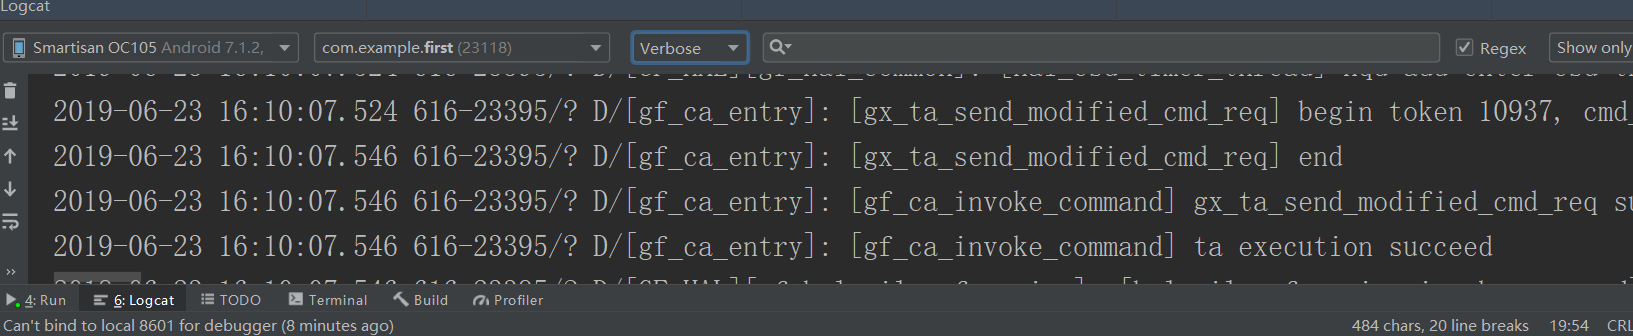 Logcat
Smartisan OC105 Android 7.1.2,
com.example.first (23118)
Verbose
Regex
Show only
2019-06-23 16:10:07.524 616-23395/? D/[gf_ca_entry]: [gx_ta_send_modified_cmd_req] begin token 10937, cmd_
2019-06-23 16:10:07.546 616-23395/? D/[gf_ca_entry]: [gx_ta_send_modified_cmd_req] end
2019-06-23 16:10:07.546 616-23395/? D/[gf_ca_entry]: [gf_ca_invoke_command] gx_ta_send_modified_cmd_req su
2019-06-23 16:10:07.546 616-23395/? D/[gf_ca_entry]: [gf_ca_invoke_command] ta execution succeed
4: Run
6: Logcat
TODO
Terminal
Build
Profiler
Can't bind to local 8601 for debugger (8 minutes ago)
484 chars, 20 line breaks
19:54
CRL